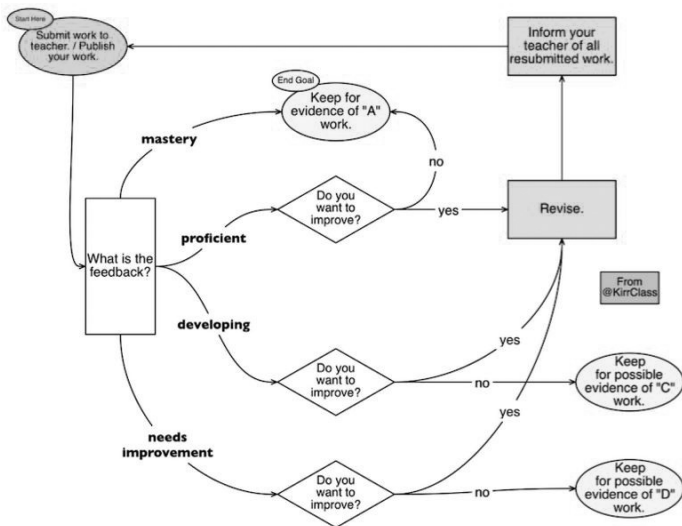 Start Here
Submit work to
teacher. / Publish
your work.
Inform your
teacher of all
resubmitted work.
End Goal
Keep for
evidence of "A"
work.
mastery
no
Do you
want to
improve?
yes
Revise.
proficient
What is the
feedback?
From
@KirrClass
developing
yes
Do you
want to
improve?
no
Keep
for possible
evidence of "C"
work.
yes
needs
improvement
Do you
want to
improve?
no
Keep
for possible
evidence of "D"
work.